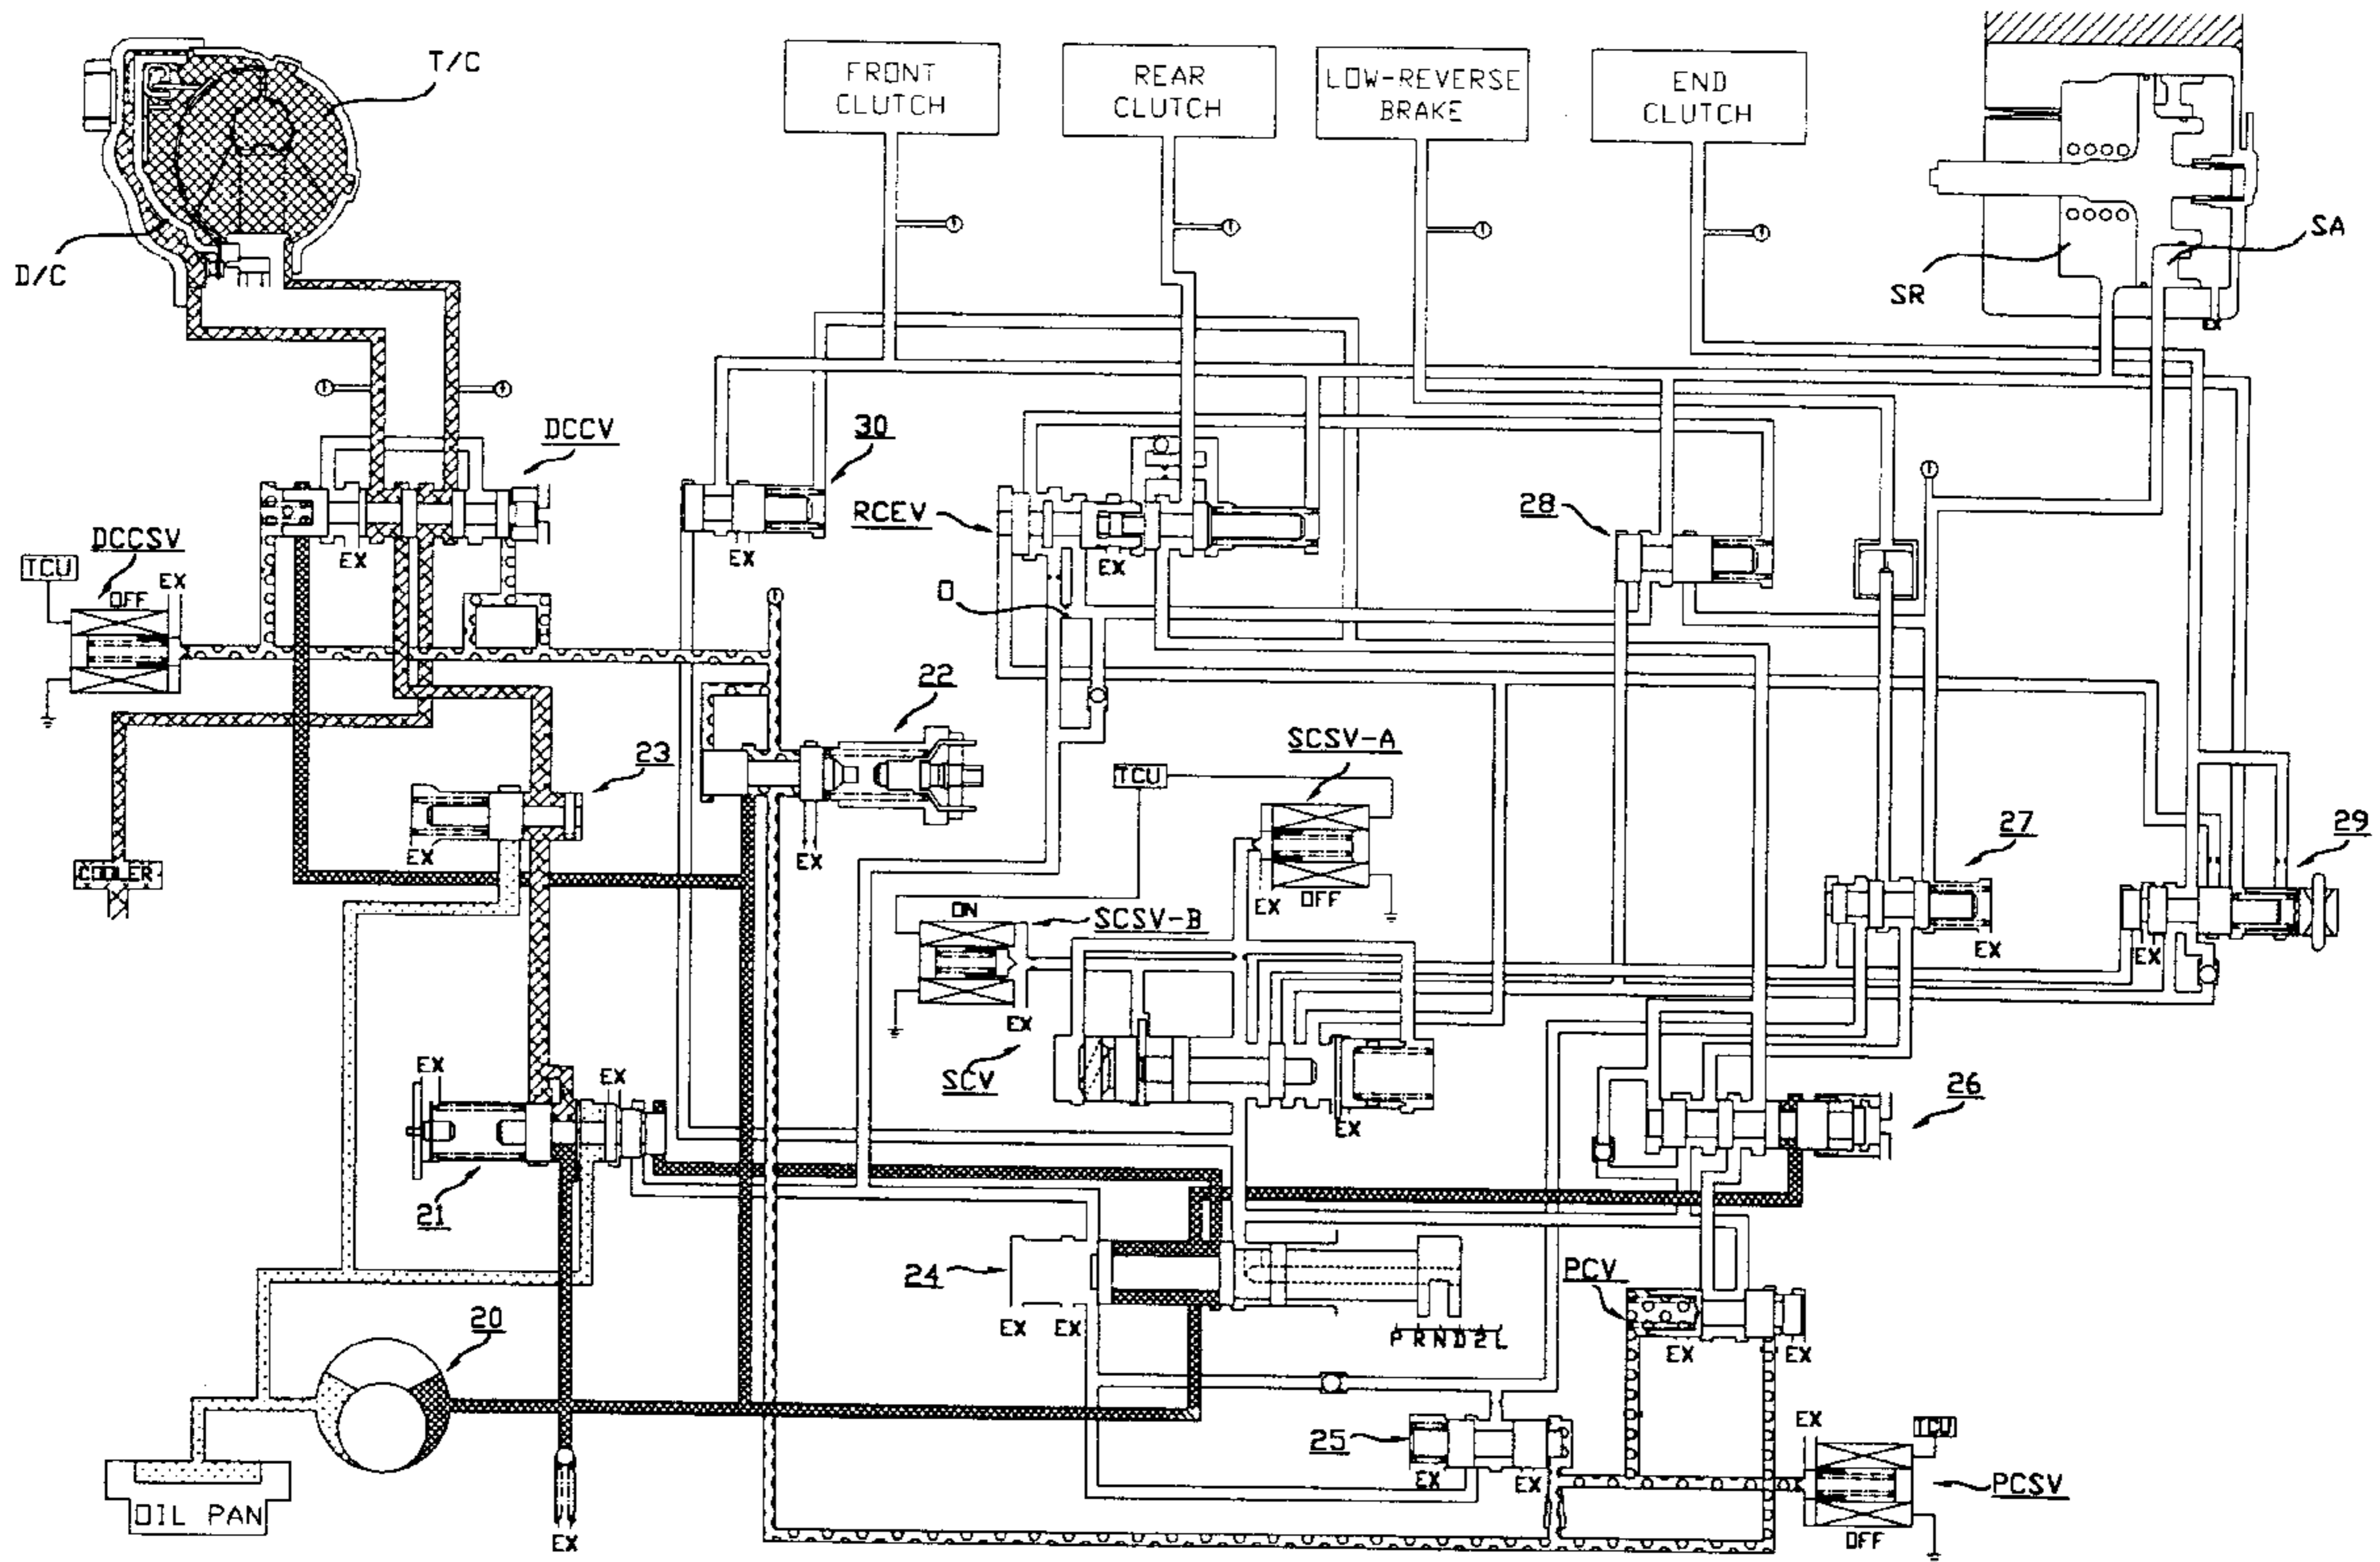 T/C
FRONT
CLUTCH
REAR
CLUTCH
LOW-REVERSE
BRAKE
END
CLUTCH
D/C
SR
SA
EX
DCCV
30
RCEV
28
DCCSV
TCU
EX
OFF
EX
EX
EX
O
22
SCSV-A
23
TCU
EX
EX
27
29
COOLER
EX
OFF
ON
SCSV-B
EX
EX
EX
SCV
EX
EX
EX
26
21
24
PCV
EX
EX
P R N D 2 L
EX
EX
20
25
EX
EX
EX
TCU
PCSV
OIL PAN
EX
OFF